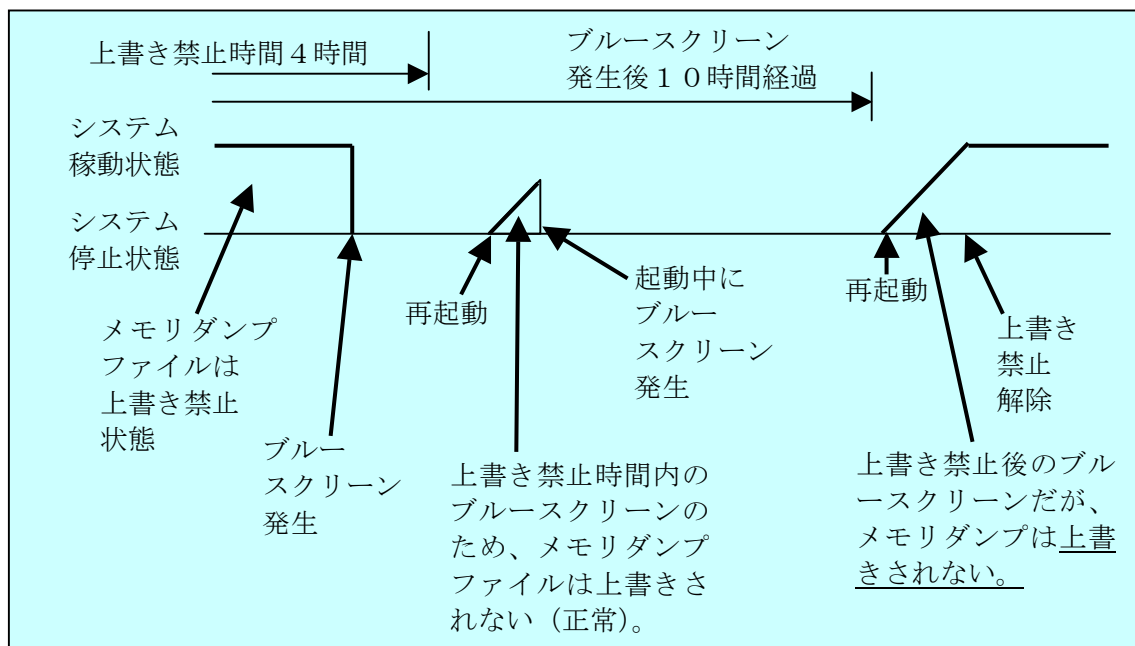 上書き禁止時間４時間
ブルースクリーン
発生後１０時間経過
システム
稼動状態
システム
停止状態
メモリダンプ
ファイルは
上書き禁止
状態
ブルー
スクリーン
発生
再起動
上書き禁止時間内の
ブルースクリーンの
ため、メモリダンプ
ファイルは上書きさ
れない（正常）。
起動中に
ブルー
スクリーン
発生
再起動
上書き禁止後のブル
ースクリーンだが、
メモリダンプは上書
きされない。
上書き
禁止
解除